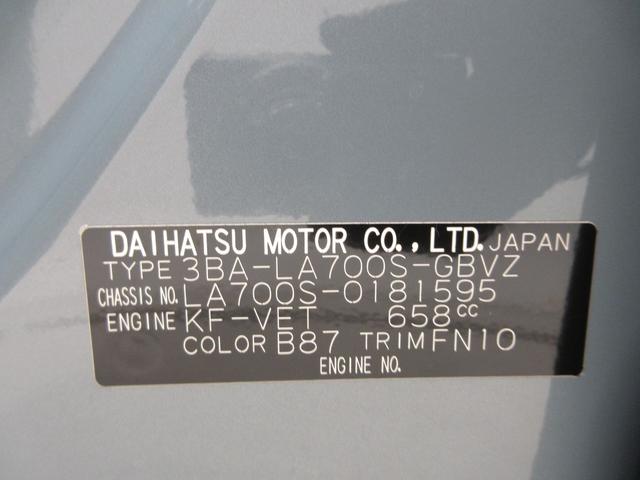 DAIHATSU MOTOR CO., LTD. JAPAN
TYPE 3BA-LA700S-GBVZ
CHASSIS NO. LA700S-0181595
ENGINE KF-VET 658cc
COLOR B87 TRIM FN10
ENGINE NO.